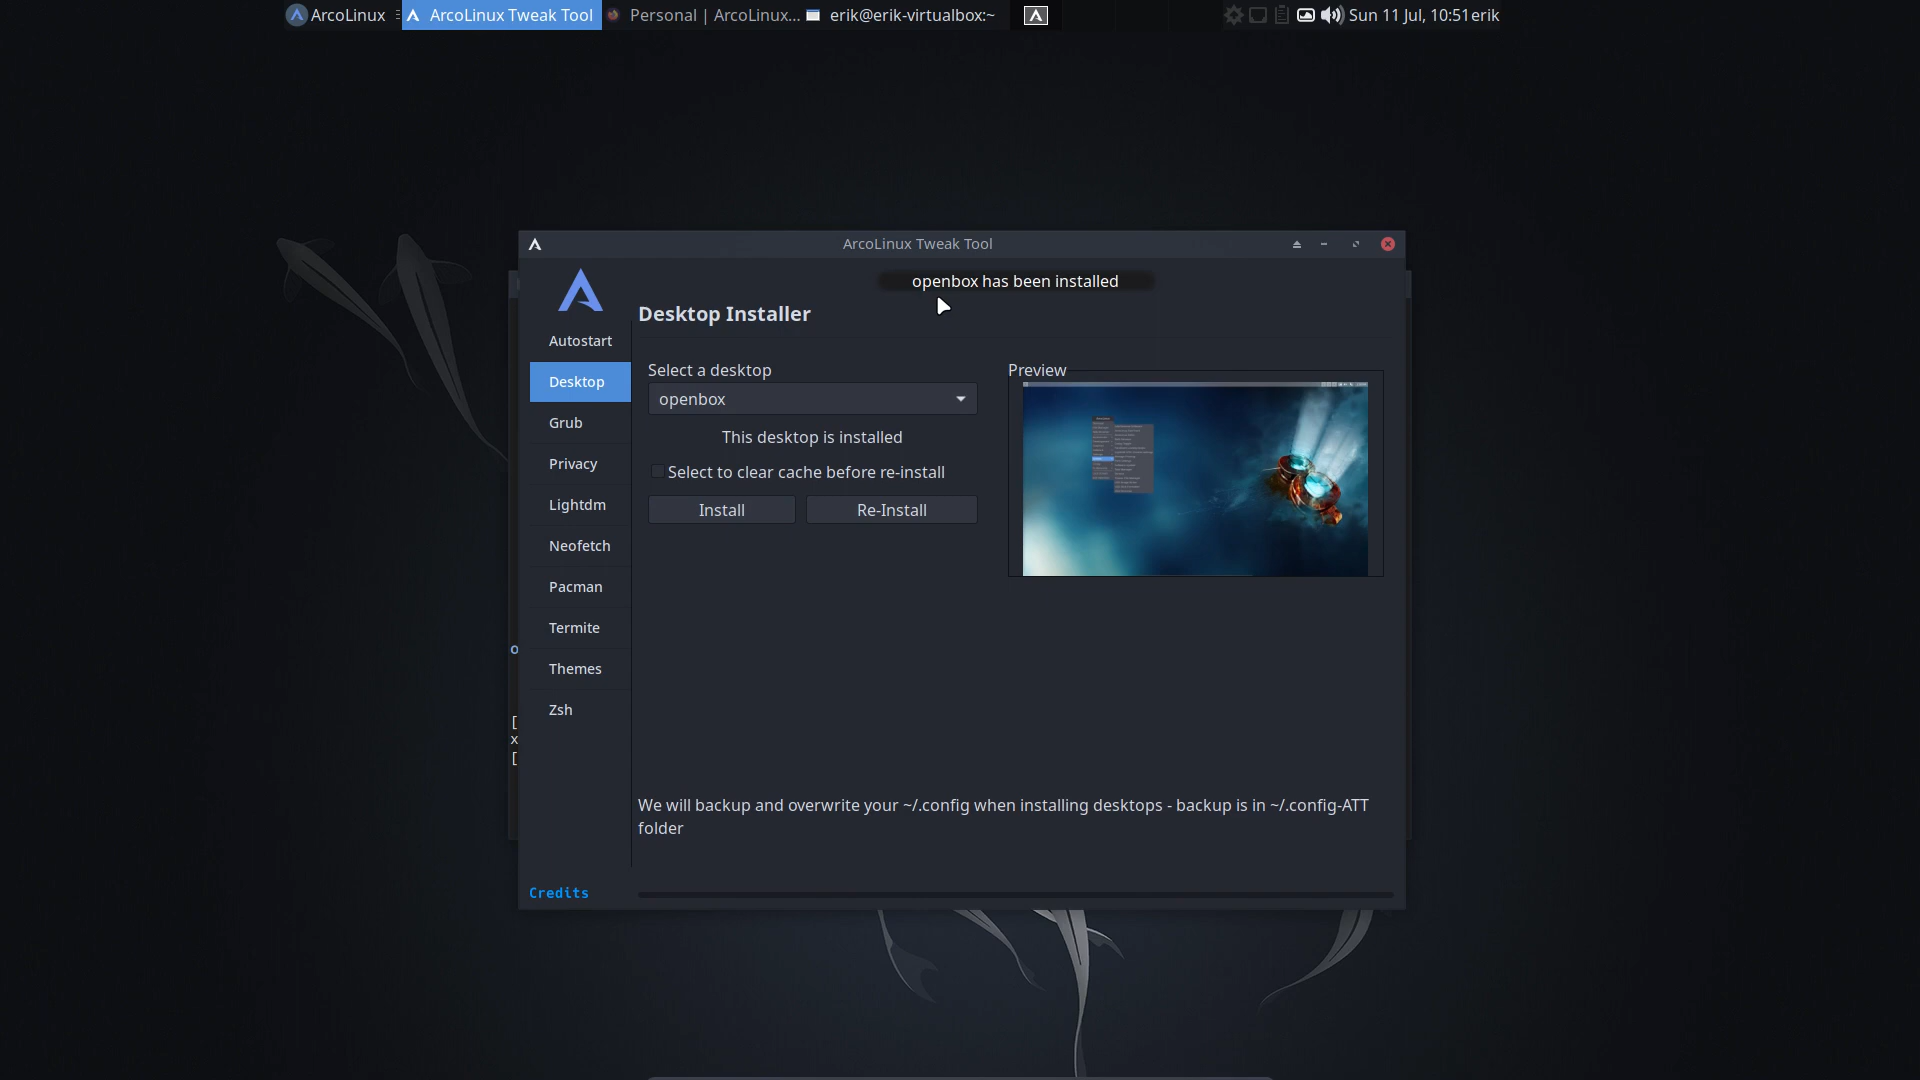 ArcoLinux
ArcoLinux Tweak Tool
Personal | ArcoLinux...
erik@erik-virtualbox:~
Sun 11 Jul, 10:51 erik
ArcoLinux Tweak Tool
openbox has been installed
Desktop Installer
Autostart
Desktop
Grub
Privacy
Lightdm
Neofetch
Pacman
Termite
Themes
Zsh
Select a desktop
openbox
This desktop is installed
Select to clear cache before re-install
Install
Re-Install
Preview
o
[
x
[
We will backup and overwrite your ~/.config when installing desktops - backup is in ~/.config-ATT
folder
Credits